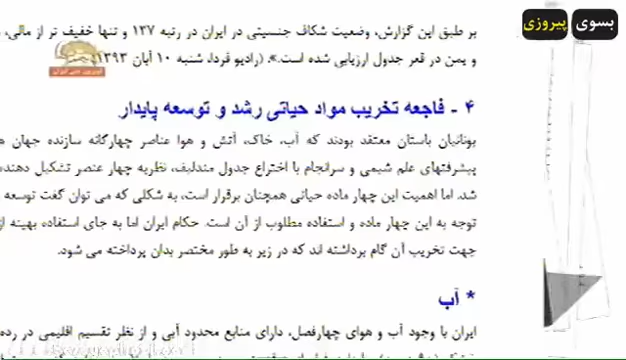 بسوی پیروزی
بر طبق این گزارش، وضعیت شکاف جنسیتی در ایران در رتبه ۱۳۷ و تنها خفیف تر از مالی،
و یمن در قعر جدول ارزیابی شده است.». (رادیو فردا، شنبه ۱۰ آبان ۱۳۹۳)
۴ - فاجعه تخریب مواد حیاتی رشد و توسعه پایدار
یونانیان باستان معتقد بودند که آب، خاک، آتش و هوا عناصر چهارگانه سازنده جهان
پیشرفتهای علم شیمی و سرانجام با اختراع جدول مندلیف، نظریه چهار عنصر تشکیل دهنده
شد. اما اهمیت این چهار ماده حیاتی همچنان برقرار است، به شکلی که می توان گفت توسعه
توجه به این چهار ماده و استفاده مطلوب از آن است. حکام ایران اما به جای استفاده بهینه از
جهت تخریب آن گام برداشته اند که در زیر به طور مختصر بدان پرداخته می شود.
* آب
ایران با وجود آب و هوای چهارفصل، دارای منابع محدود آبی و از نظر تقسیم اقلیمی در رده